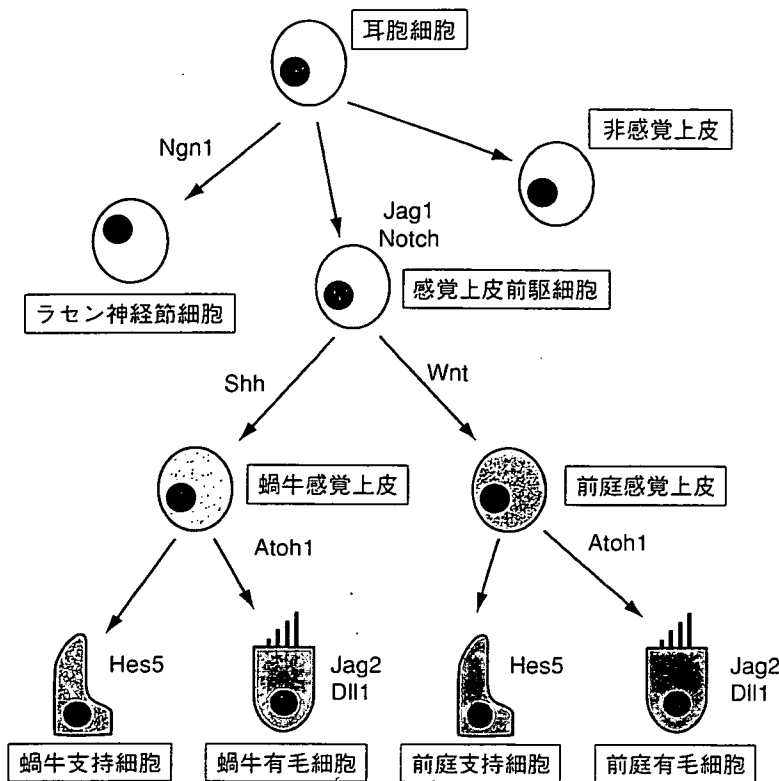 耳胞細胞
非感覚上皮
Ngn1
Jag1
Notch
ラセン神経節細胞
感覚上皮前駆細胞
Shh
Wnt
蝸牛感覚上皮
前庭感覚上皮
Atoh1
Atoh1
Hes5
Jag2
Dll1
Hes5
Jag2
Dll1
蝸牛支持細胞
蝸牛有毛細胞
前庭支持細胞
前庭有毛細胞